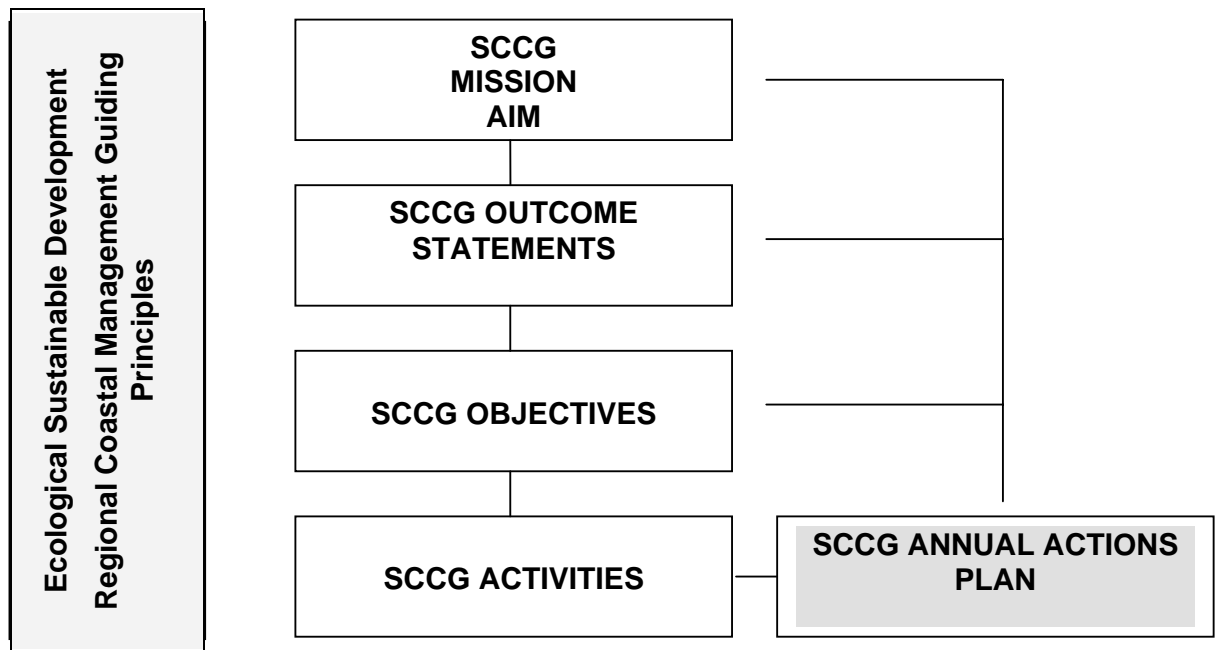 Ecological Sustainable Development
Regional Coastal Management Guiding
Principles
SCCG
MISSION
AIM
SCCG OUTCOME
STATEMENTS
SCCG OBJECTIVES
SCCG ACTIVITIES
SCCG ANNUAL ACTIONS
PLAN